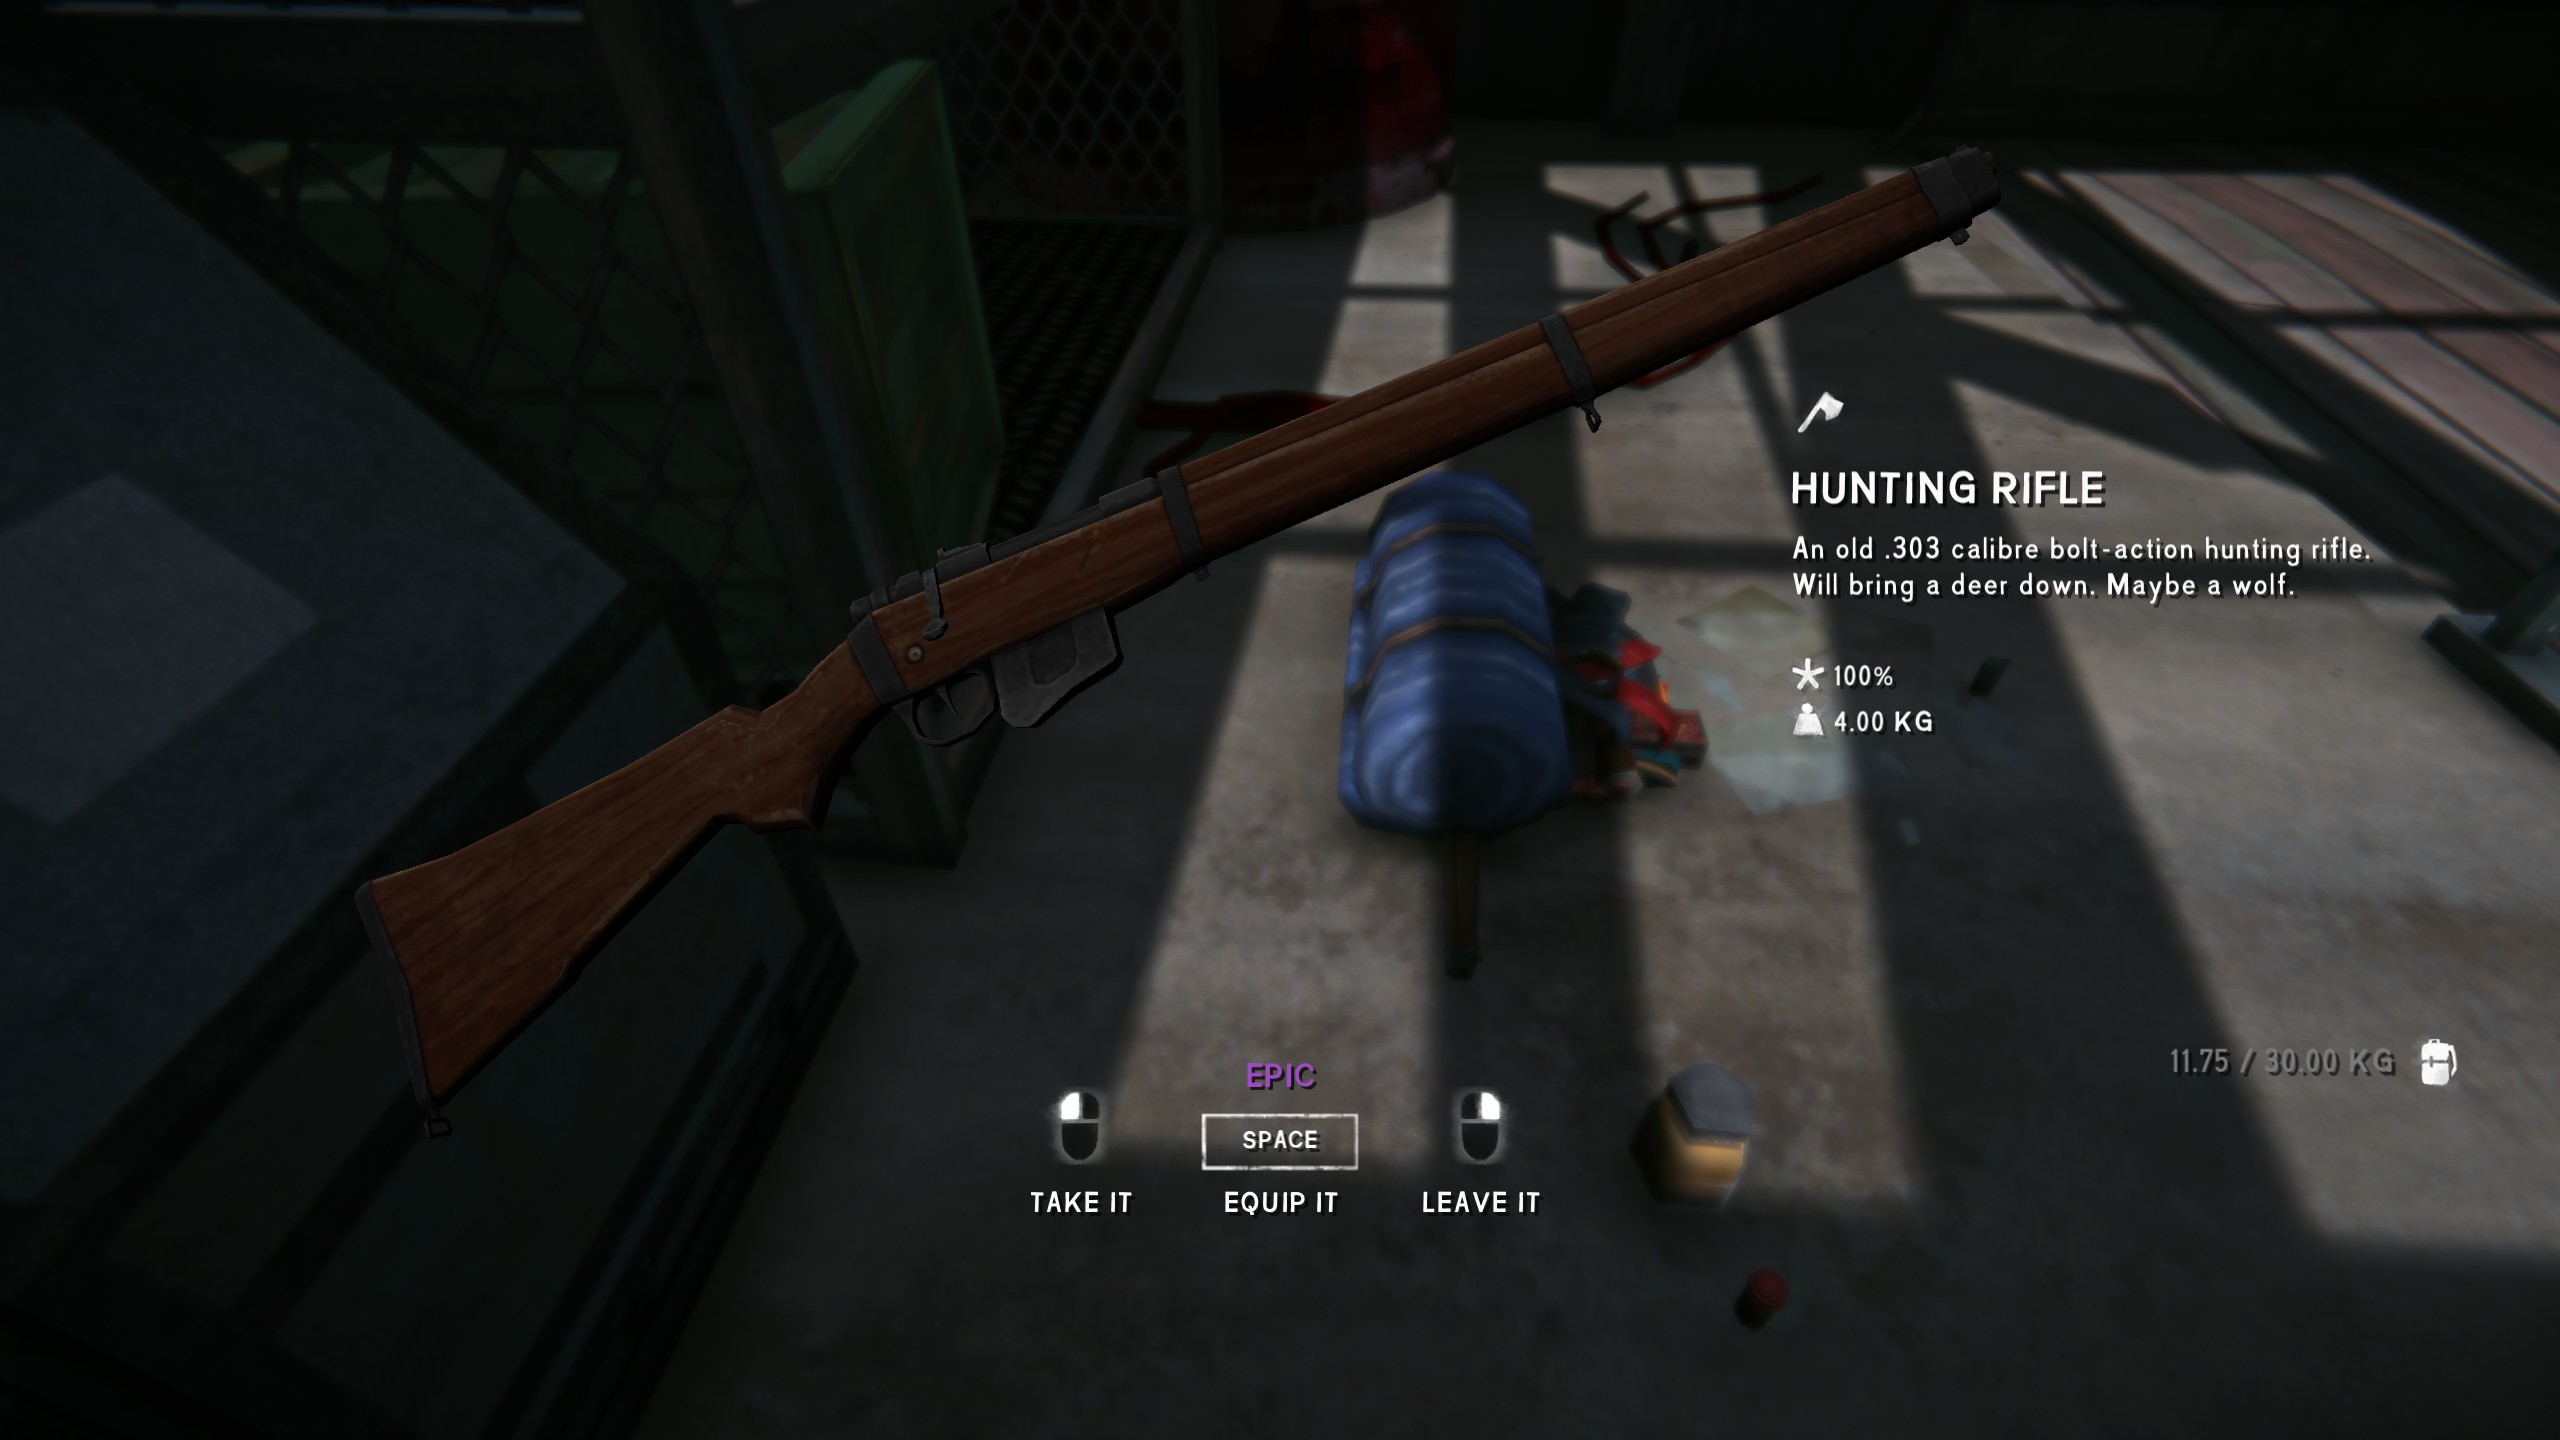 HUNTING RIFLE
An old .303 calibre bolt-action hunting rifle.
Will bring a deer down. Maybe a wolf.
100%
4.00 KG
11.75 / 30.00 KG
EPIC
SPACE
TAKE IT
EQUIP IT
LEAVE IT